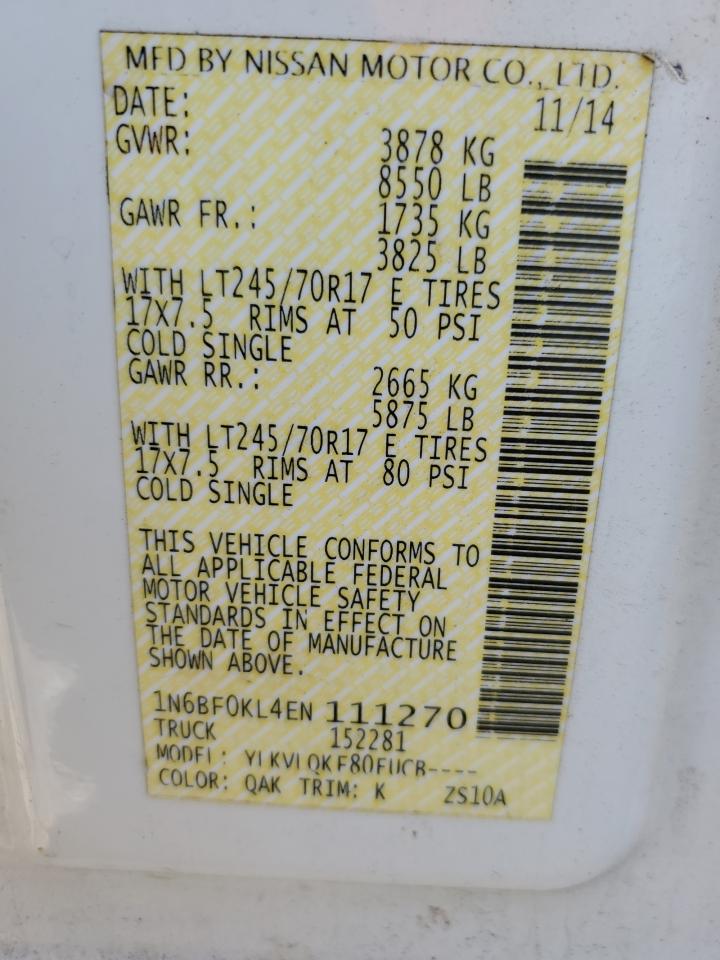 MFD BY NISSAN MOTOR CO., LTD.
DATE: 11/14
GVWR: 3878 KG
8550 LB
GAWR FR.: 1735 KG
3825 LB
WITH LT245/70R17 E TIRES
17X7.5 RIMS AT 50 PSI
COLD SINGLE
GAWR RR.: 2665 KG
5875 LB
WITH LT245/70R17 E TIRES
17X7.5 RIMS AT 80 PSI
COLD SINGLE
THIS VEHICLE CONFORMS TO
ALL APPLICABLE FEDERAL
MOTOR VEHICLE SAFETY
STANDARDS IN EFFECT ON
THE DATE OF MANUFACTURE
SHOWN ABOVE.
1N6BF0KL4EN 111270
TRUCK 152281
MODEL:
COLOR: QAK TRIM: K ZS10A